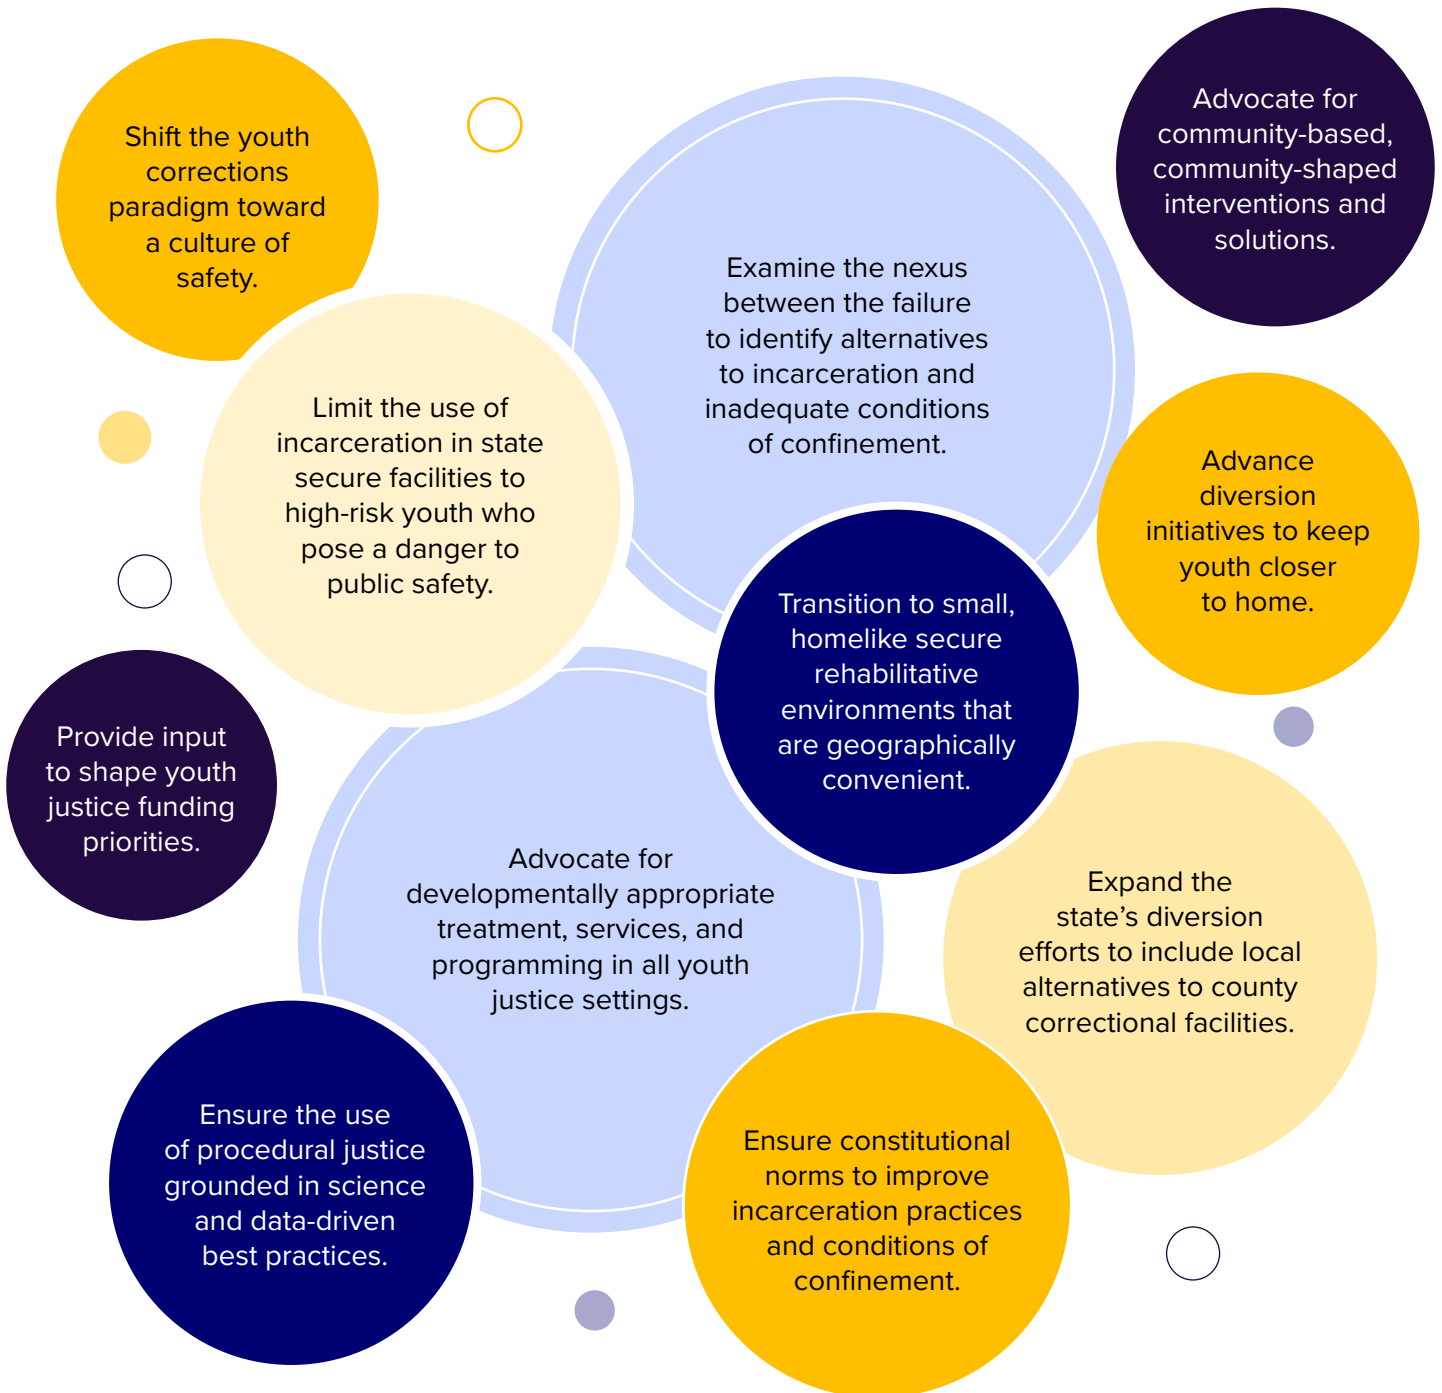 Shift the youth
corrections
paradigm toward
a culture of
safety.
Advocate for
community-based,
community-shaped
interventions and
solutions.
Examine the nexus
between the failure
to identify alternatives
to incarceration and
inadequate conditions
of confinement.
Limit the use of
incarceration in state
secure facilities to
high-risk youth who
pose a danger to
public safety.
Advance
diversion
initiatives to keep
youth closer
to home.
Transition to small,
homelike secure
rehabilitative
environments that
are geographically
convenient.
Provide input
to shape youth
justice funding
priorities.
Advocate for
developmentally appropriate
treatment, services, and
programming in all youth
justice settings.
Expand the
state’s diversion
efforts to include local
alternatives to county
correctional facilities.
Ensure the use
of procedural justice
grounded in science
and data-driven
best practices.
Ensure constitutional
norms to improve
incarceration practices
and conditions of
confinement.